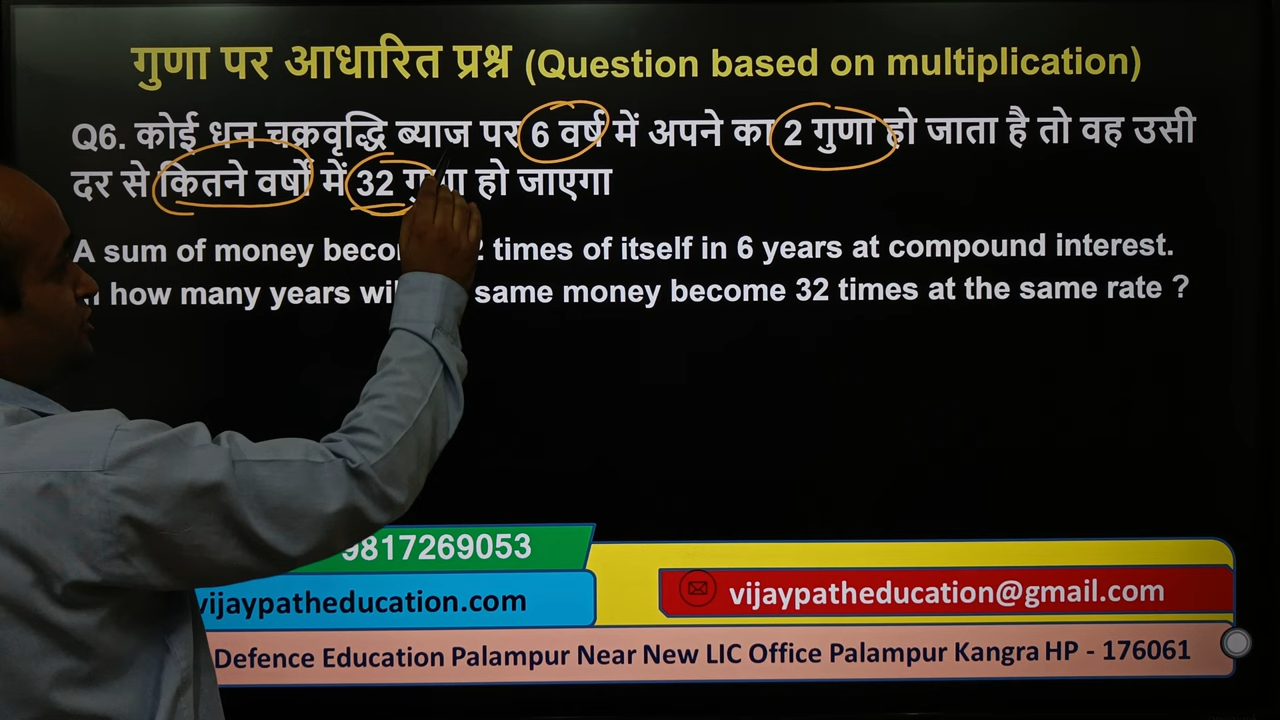 गुणा पर आधारित प्रश्न (Question based on multiplication)
Q6. कोई धन चक्रवृद्धि ब्याज पर 6 वर्ष में अपने का 2 गुणा हो जाता है तो वह उसी
दर से कितने वर्षों में 32 हो जाएगा
A sum of money times of itself in 6 years at compound interest.
how many years same money become 32 times at the same rate ?
9817269053
vijaypatheducation.com
vijaypatheducation@gmail.com
Defence Education Palampur Near New LIC Office Palampur Kangra HP - 176061